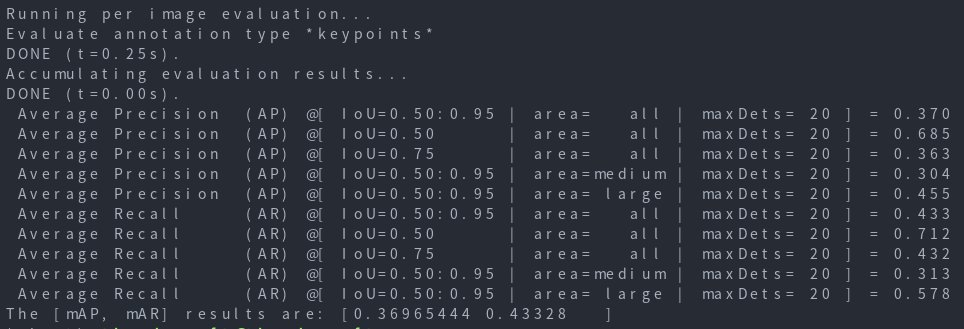 Running per image evaluation...
Evaluate annotation type *keypoints*
DONE (t=0.25s).
Accumulating evaluation results...
DONE (t=0.00s).
 Average Precision  (AP) @[ IoU=0.50:0.95 | area=   all | maxDets= 20 ] = 0.370
 Average Precision  (AP) @[ IoU=0.50      | area=   all | maxDets= 20 ] = 0.685
 Average Precision  (AP) @[ IoU=0.75      | area=   all | maxDets= 20 ] = 0.363
 Average Precision  (AP) @[ IoU=0.50:0.95 | area=medium | maxDets= 20 ] = 0.304
 Average Precision  (AP) @[ IoU=0.50:0.95 | area= large | maxDets= 20 ] = 0.455
 Average Recall     (AR) @[ IoU=0.50:0.95 | area=   all | maxDets= 20 ] = 0.433
 Average Recall     (AR) @[ IoU=0.50      | area=   all | maxDets= 20 ] = 0.712
 Average Recall     (AR) @[ IoU=0.75      | area=   all | maxDets= 20 ] = 0.432
 Average Recall     (AR) @[ IoU=0.50:0.95 | area=medium | maxDets= 20 ] = 0.313
 Average Recall     (AR) @[ IoU=0.50:0.95 | area= large | maxDets= 20 ] = 0.578
The [mAP, mAR] results are: [0.36965444 0.43328   ]